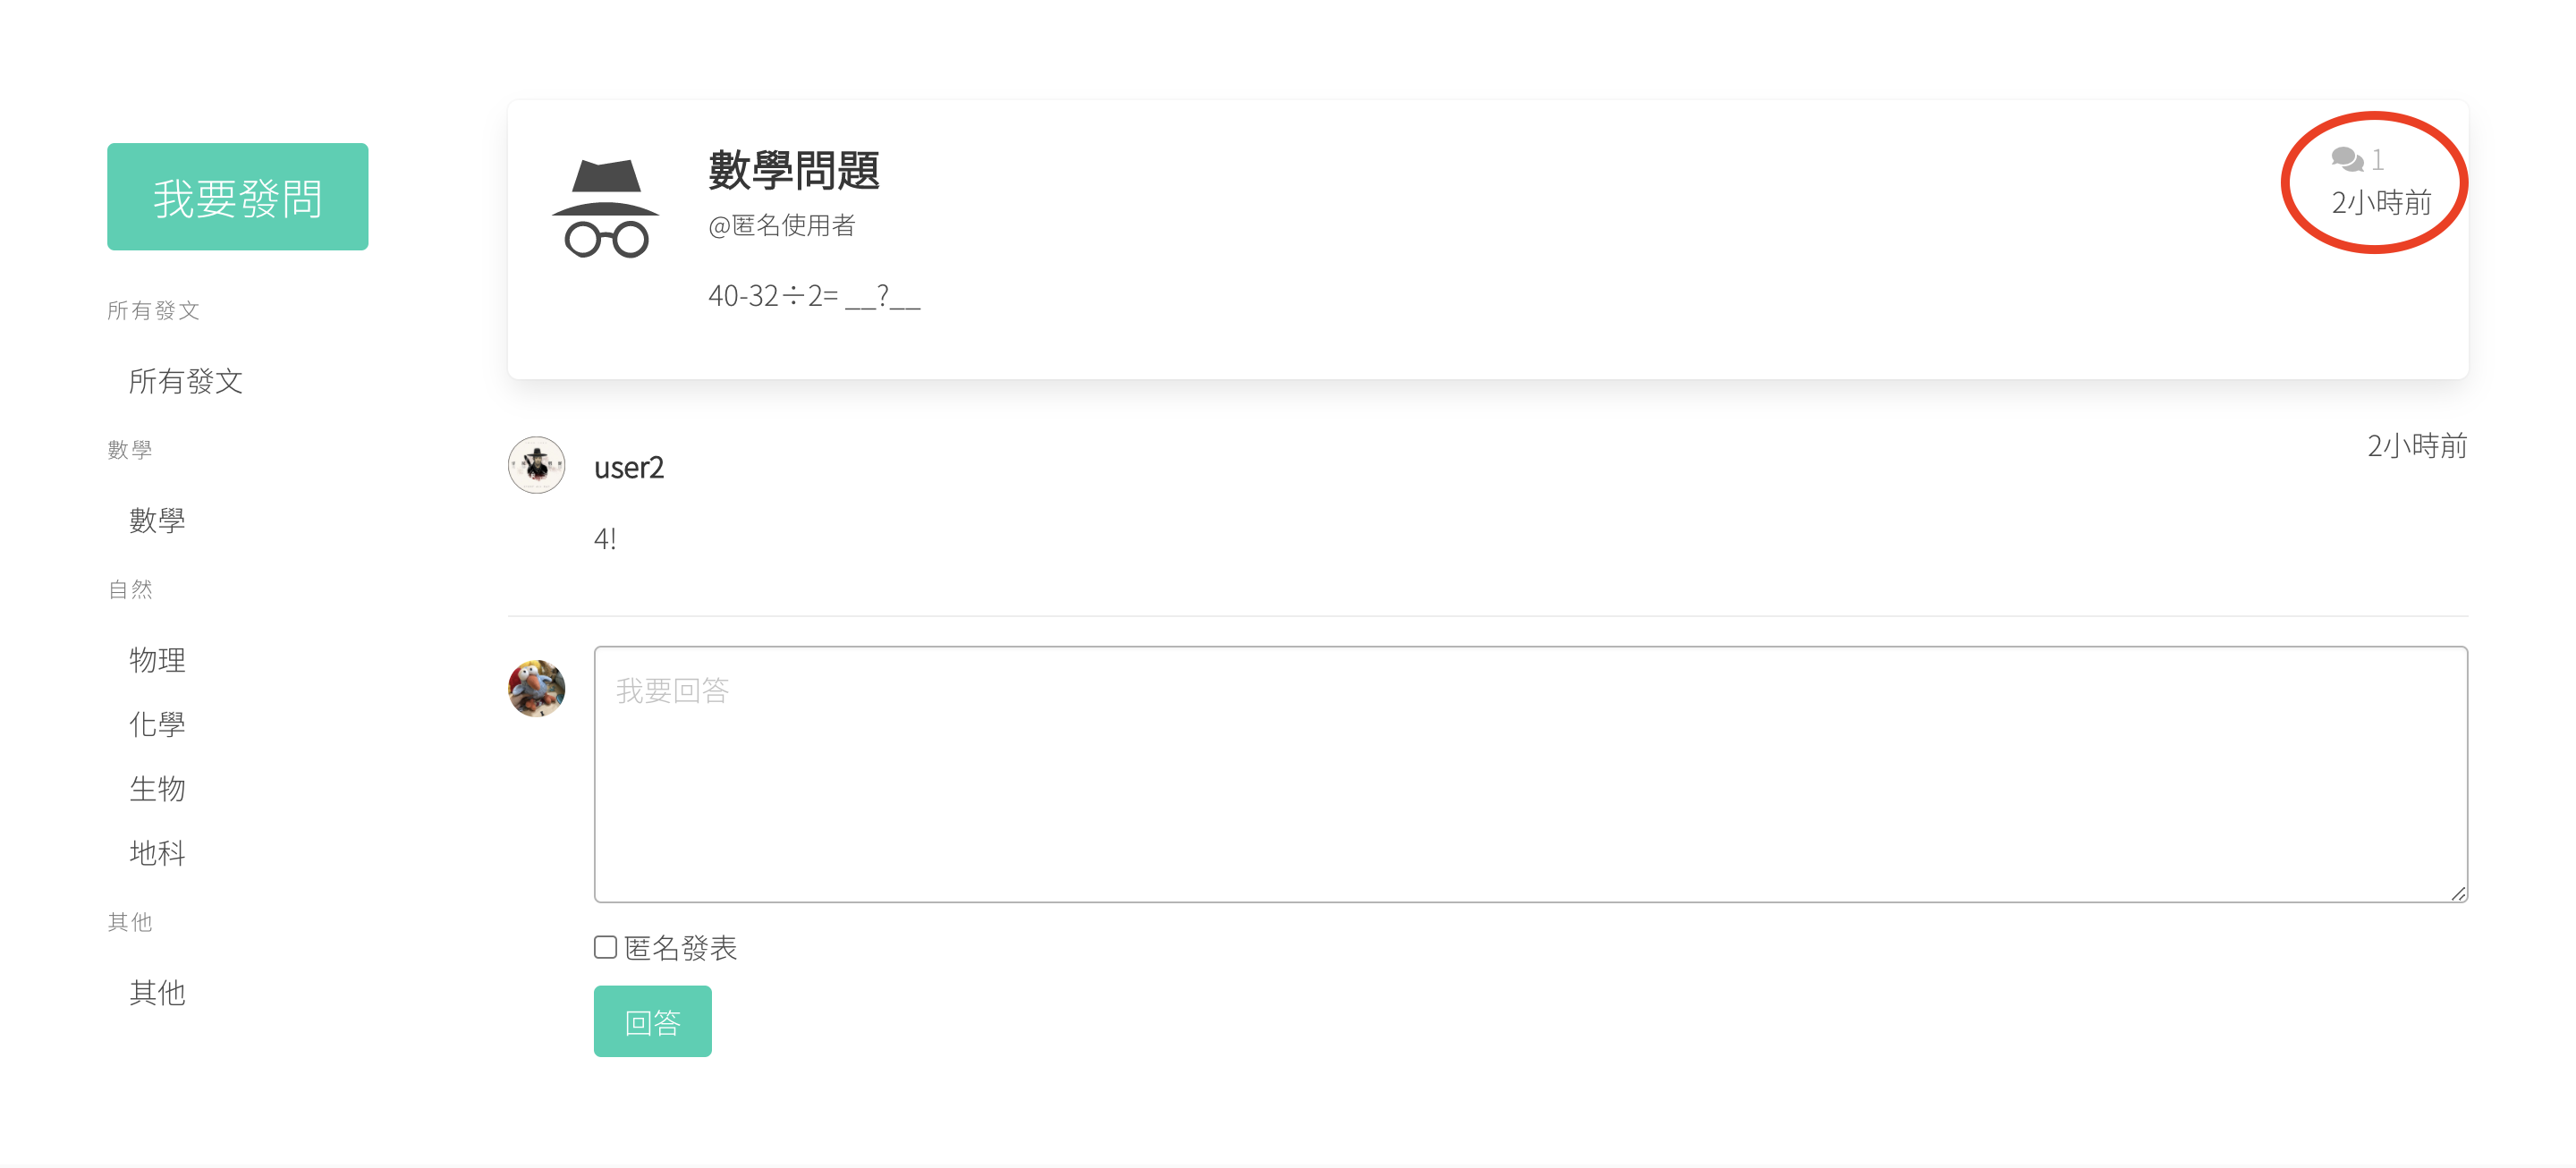 我要發問
所有發文
所有發文
數學
數學
自然
物理
化學
生物
地科
其他
其他
數學問題
@匿名使用者
40-32÷2= __?__
1
2小時前
user2
2小時前
4!
我要回答
匿名發表
回答